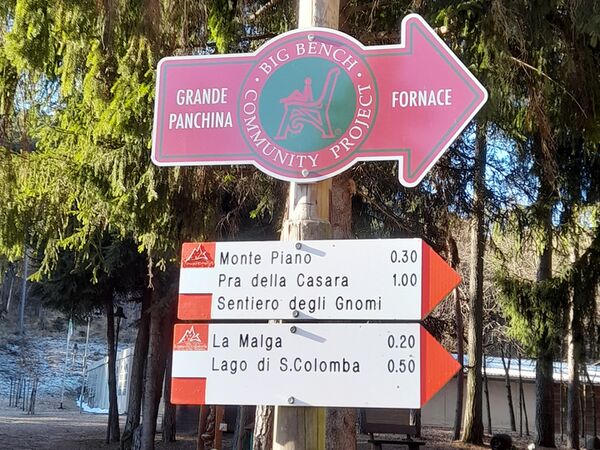 BIG BENCH
COMMUNITY PROJECT
GRANDE
PANCHINA
FORNACE
Monte Piano 0.30
Pra della Casara 1.00
Sentiero degli Gnomi
La Malga 0.20
Lago di S.Colomba 0.50